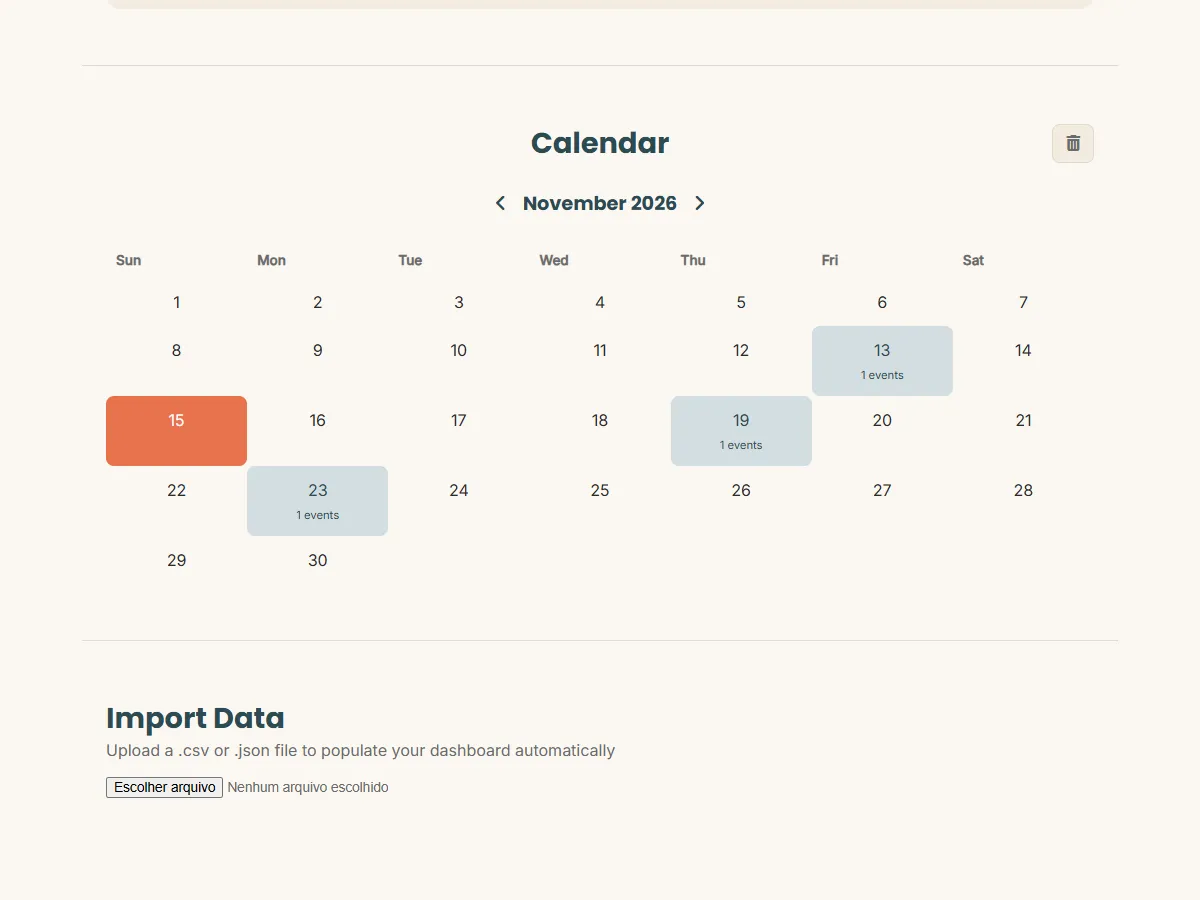 Calendar
November 2026
Sun Mon Tue Wed Thu Fri Sat
1 2 3 4 5 6 7
8 9 10 11 12 13 14
1 events
15 16 17 18 19 20 21
1 events
22 23 24 25 26 27 28
1 events
29 30
Import Data
Upload a .csv or .json file to populate your dashboard automatically
Escolher arquivo Nenhum arquivo escolhido